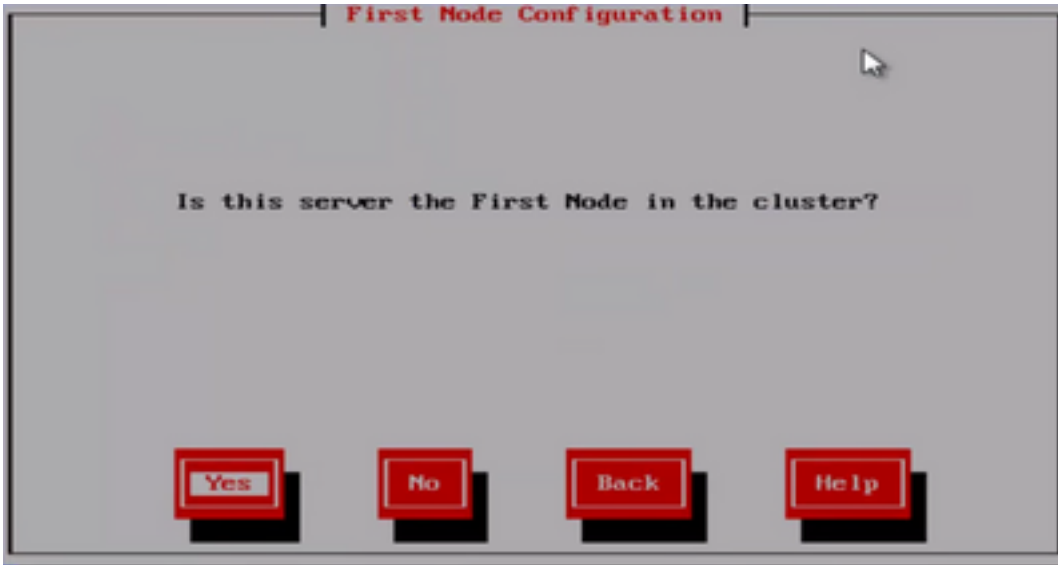 First Node Configuration
Is this server the First Node in the cluster?
Yes No Back Help